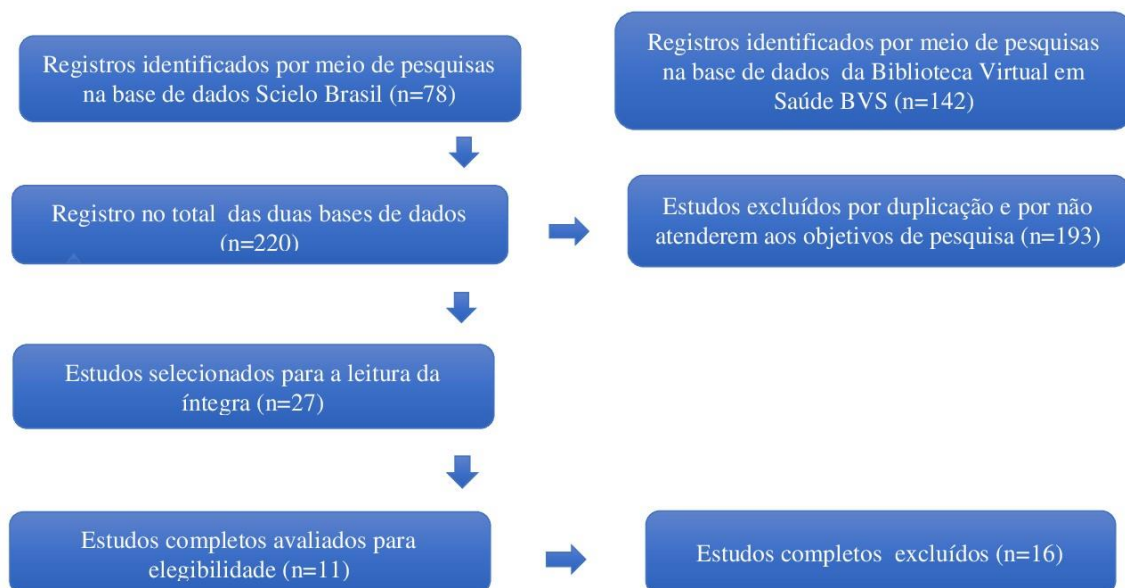 Registros identificados por meio de pesquisas
na base de dados Scielo Brasil (n=78)
Registros identificados por meio de pesquisas
na base de dados da Biblioteca Virtual em
Saúde BVS (n=142)
Registro no total das duas bases de dados
(n=220)
Estudos excluídos por duplicação e por não
atenderem aos objetivos de pesquisa (n=193)
Estudos selecionados para a leitura da
íntegra (n=27)
Estudos completos avaliados para
elegibilidade (n=11)
Estudos completos excluídos (n=16)